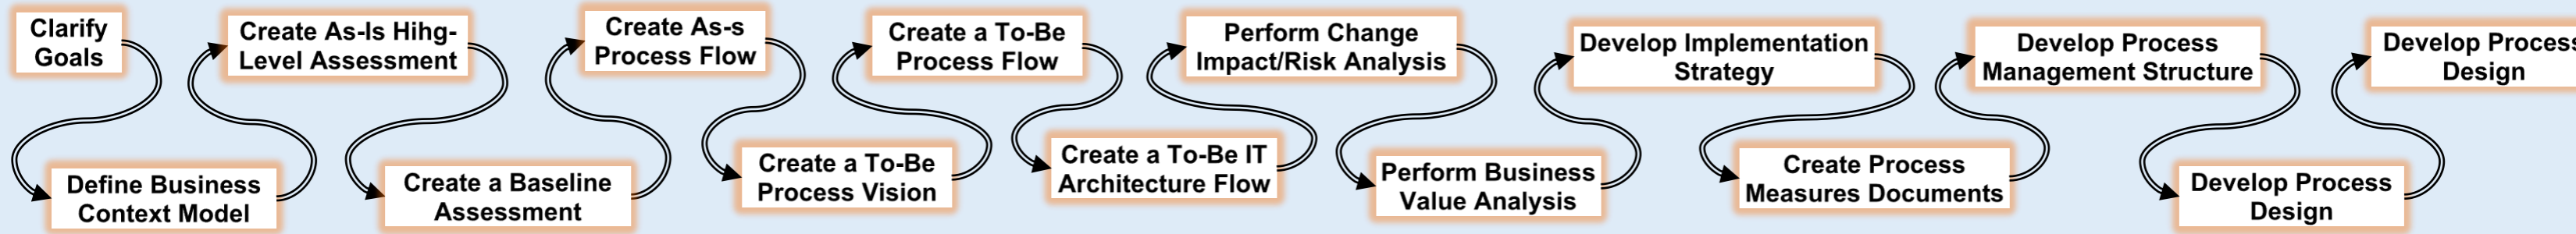 Clarify
Goals
Define Business
Context Model
Create As-Is Hihg-
Level Assessment
Create a Baseline
Assessment
Create As-s
Process Flow
Create a To-Be
Process Vision
Create a To-Be
Process Flow
Create a To-Be IT
Architecture Flow
Perform Change
Impact/Risk Analysis
Perform Business
Value Analysis
Develop Implementation
Strategy
Create Process
Measures Documents
Develop Process
Management Structure
Develop Process
Design
Develop Process
Design